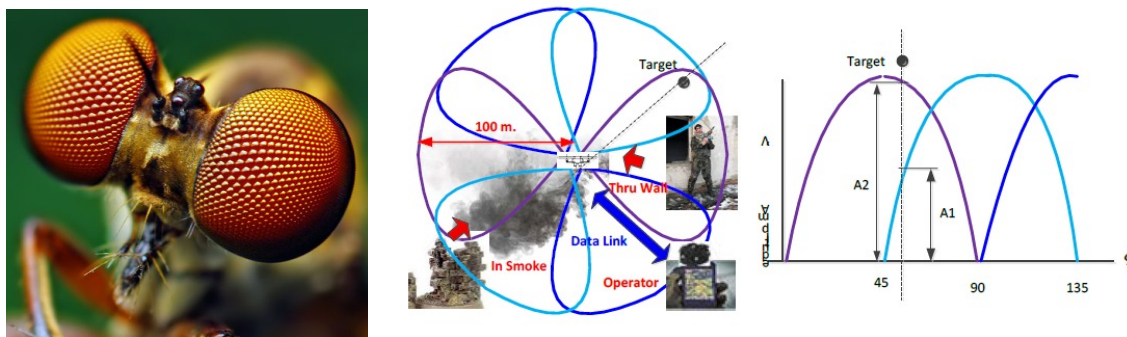 Target
100 m.
Thru Wall
Data Link
In Smoke
Operator
Target
A2
A1
45
90
135